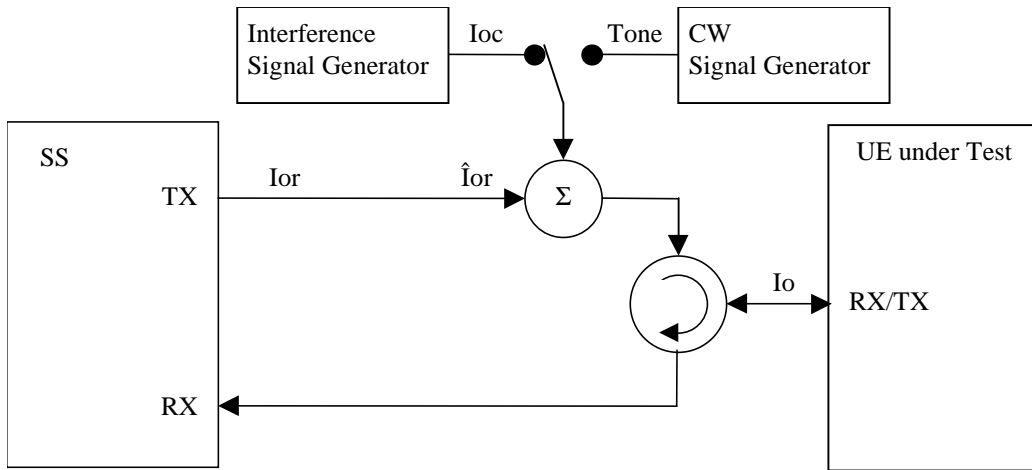 Interference
Signal Generator
Ioc
Tone
CW
Signal Generator
SS
UE under Test
TX
Ior
Îor
Σ
Io
RX/TX
RX